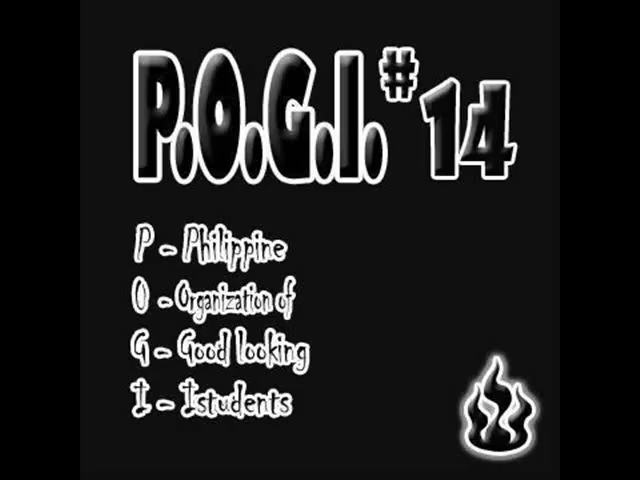 P.O.G.I. #14
P - Philippine
O - Organization of
G - Good looking
I - Istudents